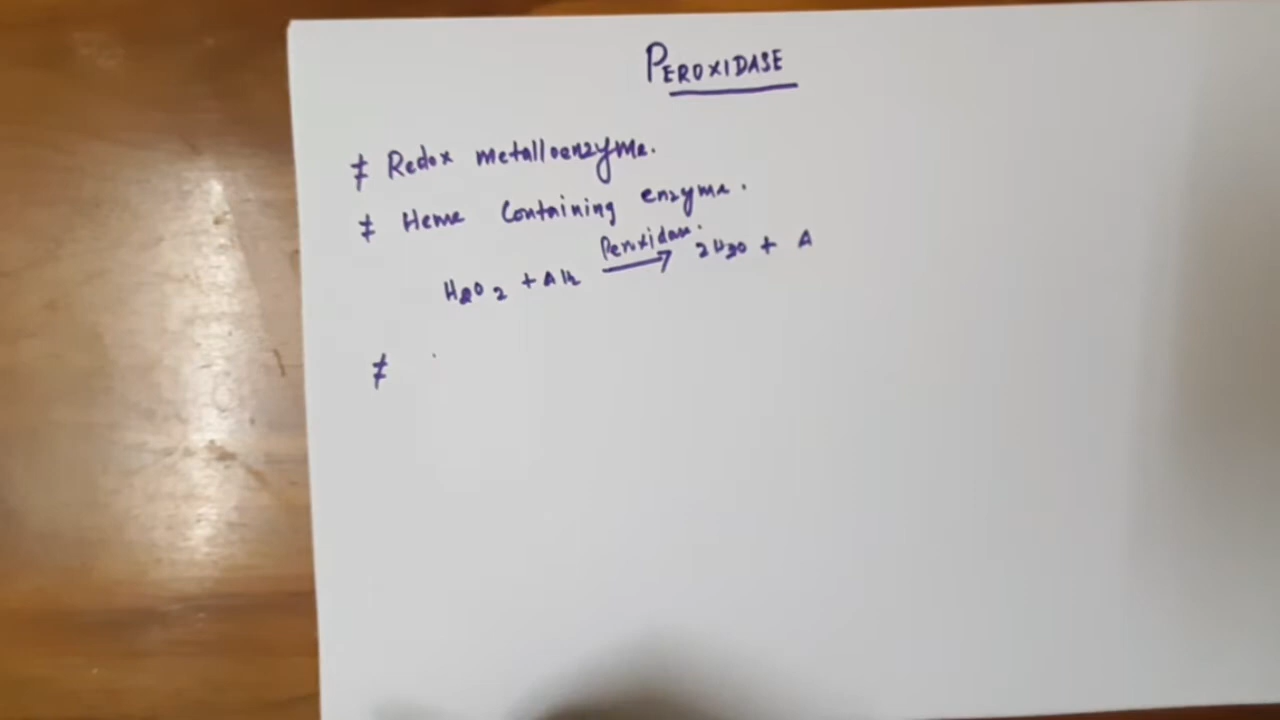 PEROXIDASE
≠ Redox metalloenzyme.
≠ Heme Containing enzyme.
H2O2 + AH2 Peroxidase. → 2H2O + A
≠